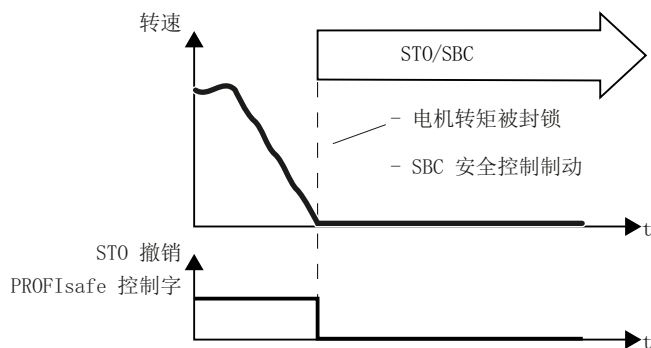 转速
STO/SBC
- 电机转矩被封锁
- SBC 安全控制制动
t
STO 撤销
PROFIsafe 控制字
t